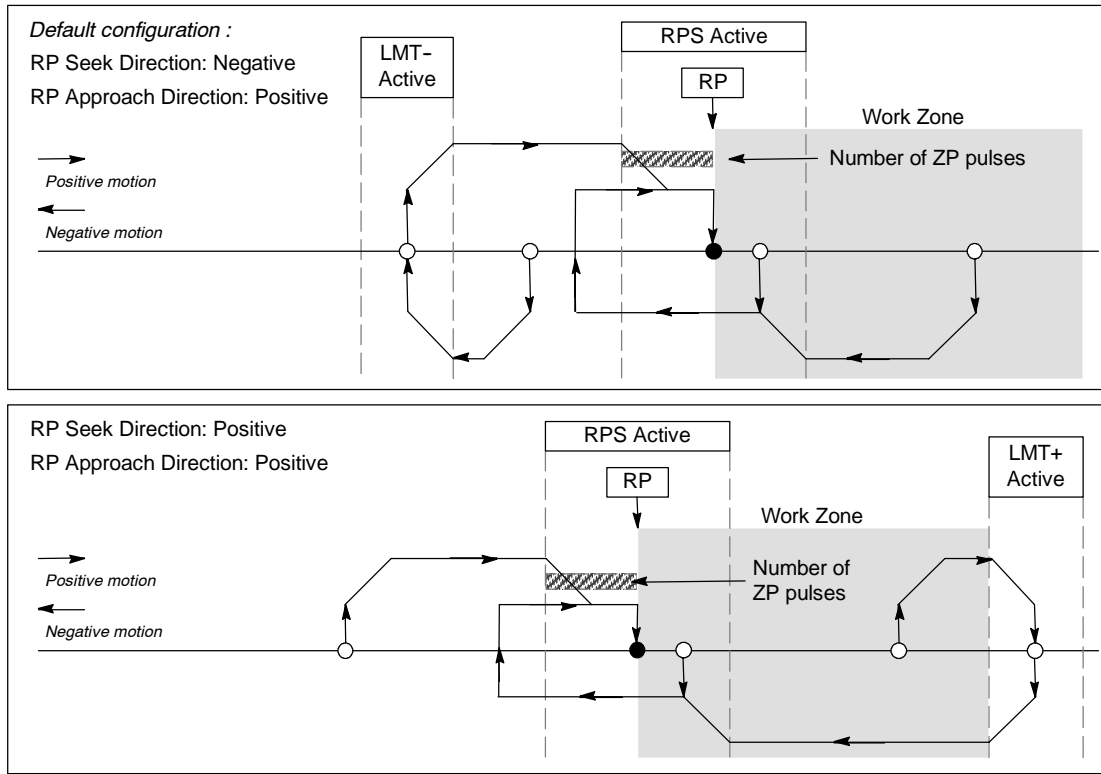 Default configuration :
RP Seek Direction: Negative
RP Approach Direction: Positive
LMT-
Active
RPS Active
RP
Work Zone
Number of ZP pulses
Positive motion
Negative motion
RP Seek Direction: Positive
RP Approach Direction: Positive
RPS Active
LMT+
Active
RP
Work Zone
Number of
ZP pulses
Positive motion
Negative motion